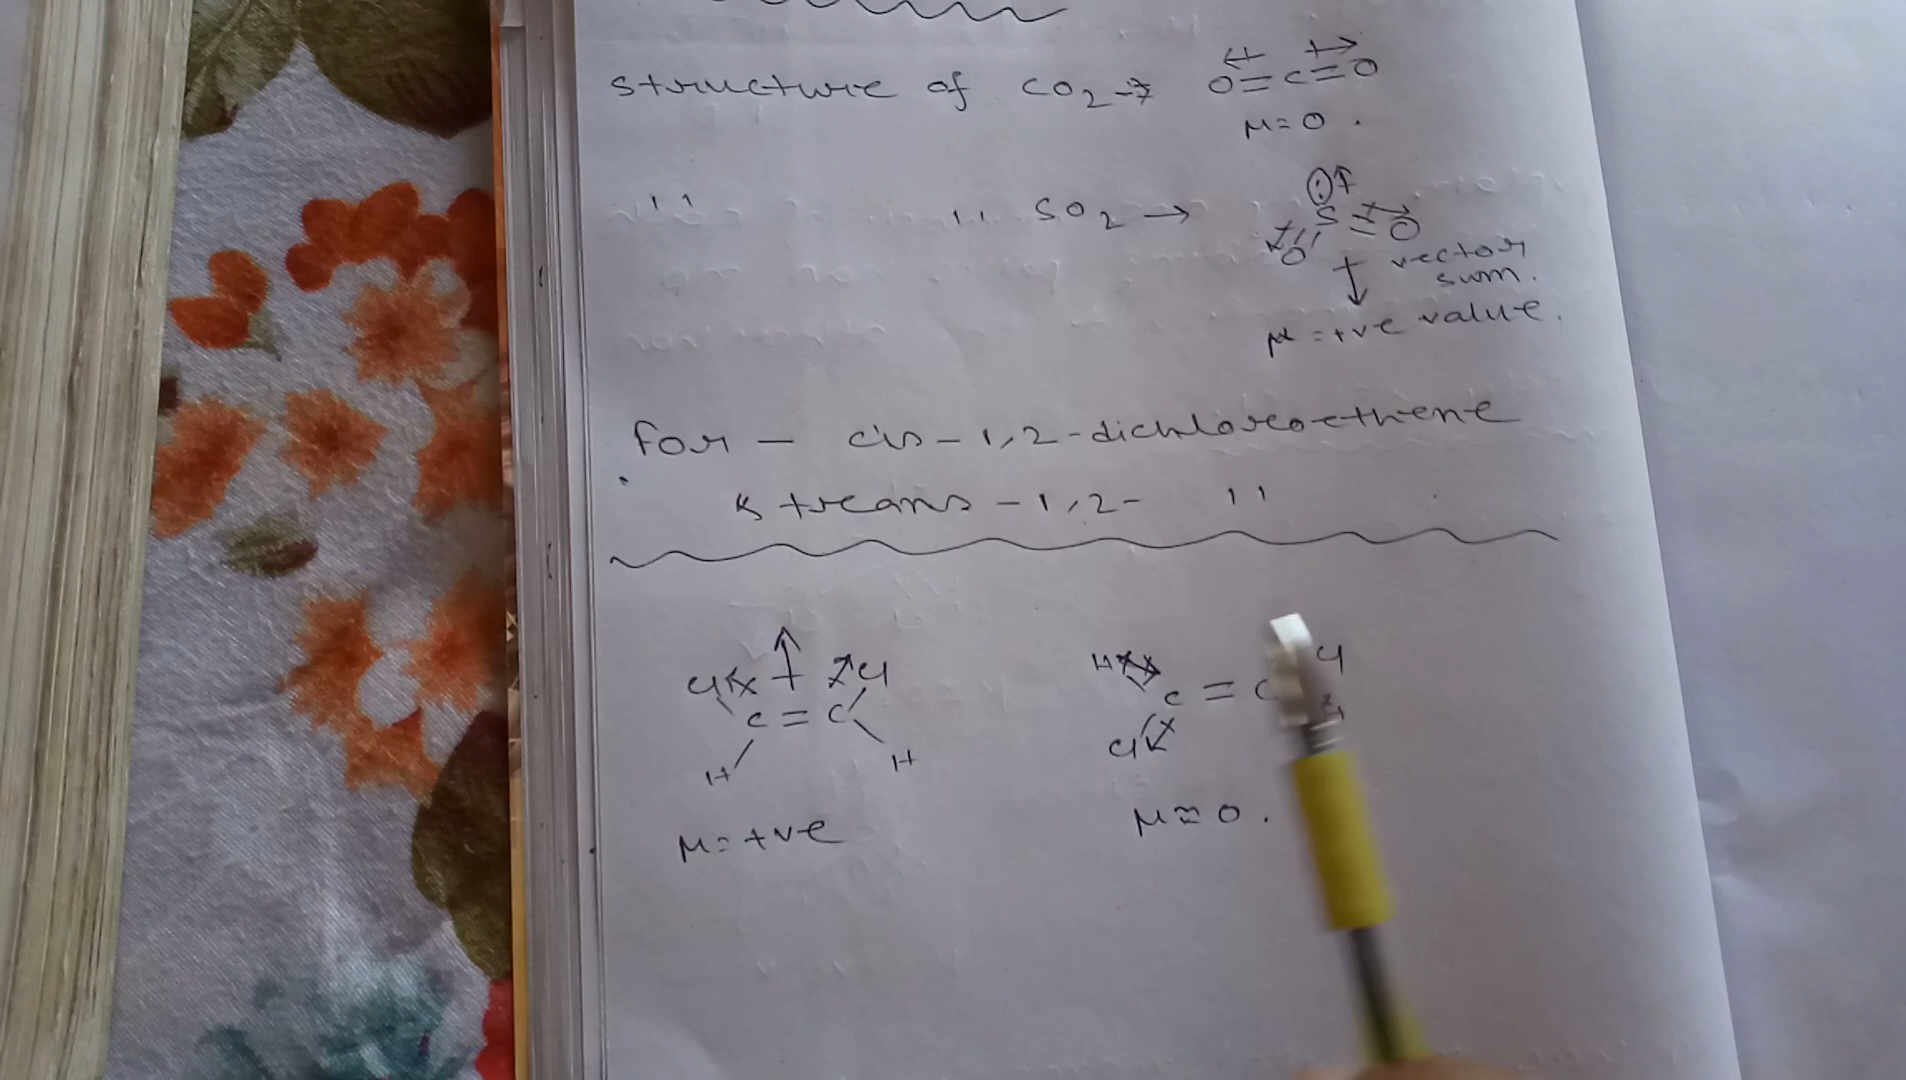 structure of CO2 → O=C=O
μ=0.
" " SO2 → S
O O
vector
sum.
μ = +ve value.
For - cis-1,2-dichloroethene
& trans-1,2- "
Cl Cl
C=C
H H
μ=+ve
H Cl
C=C
Cl
μ≈0.